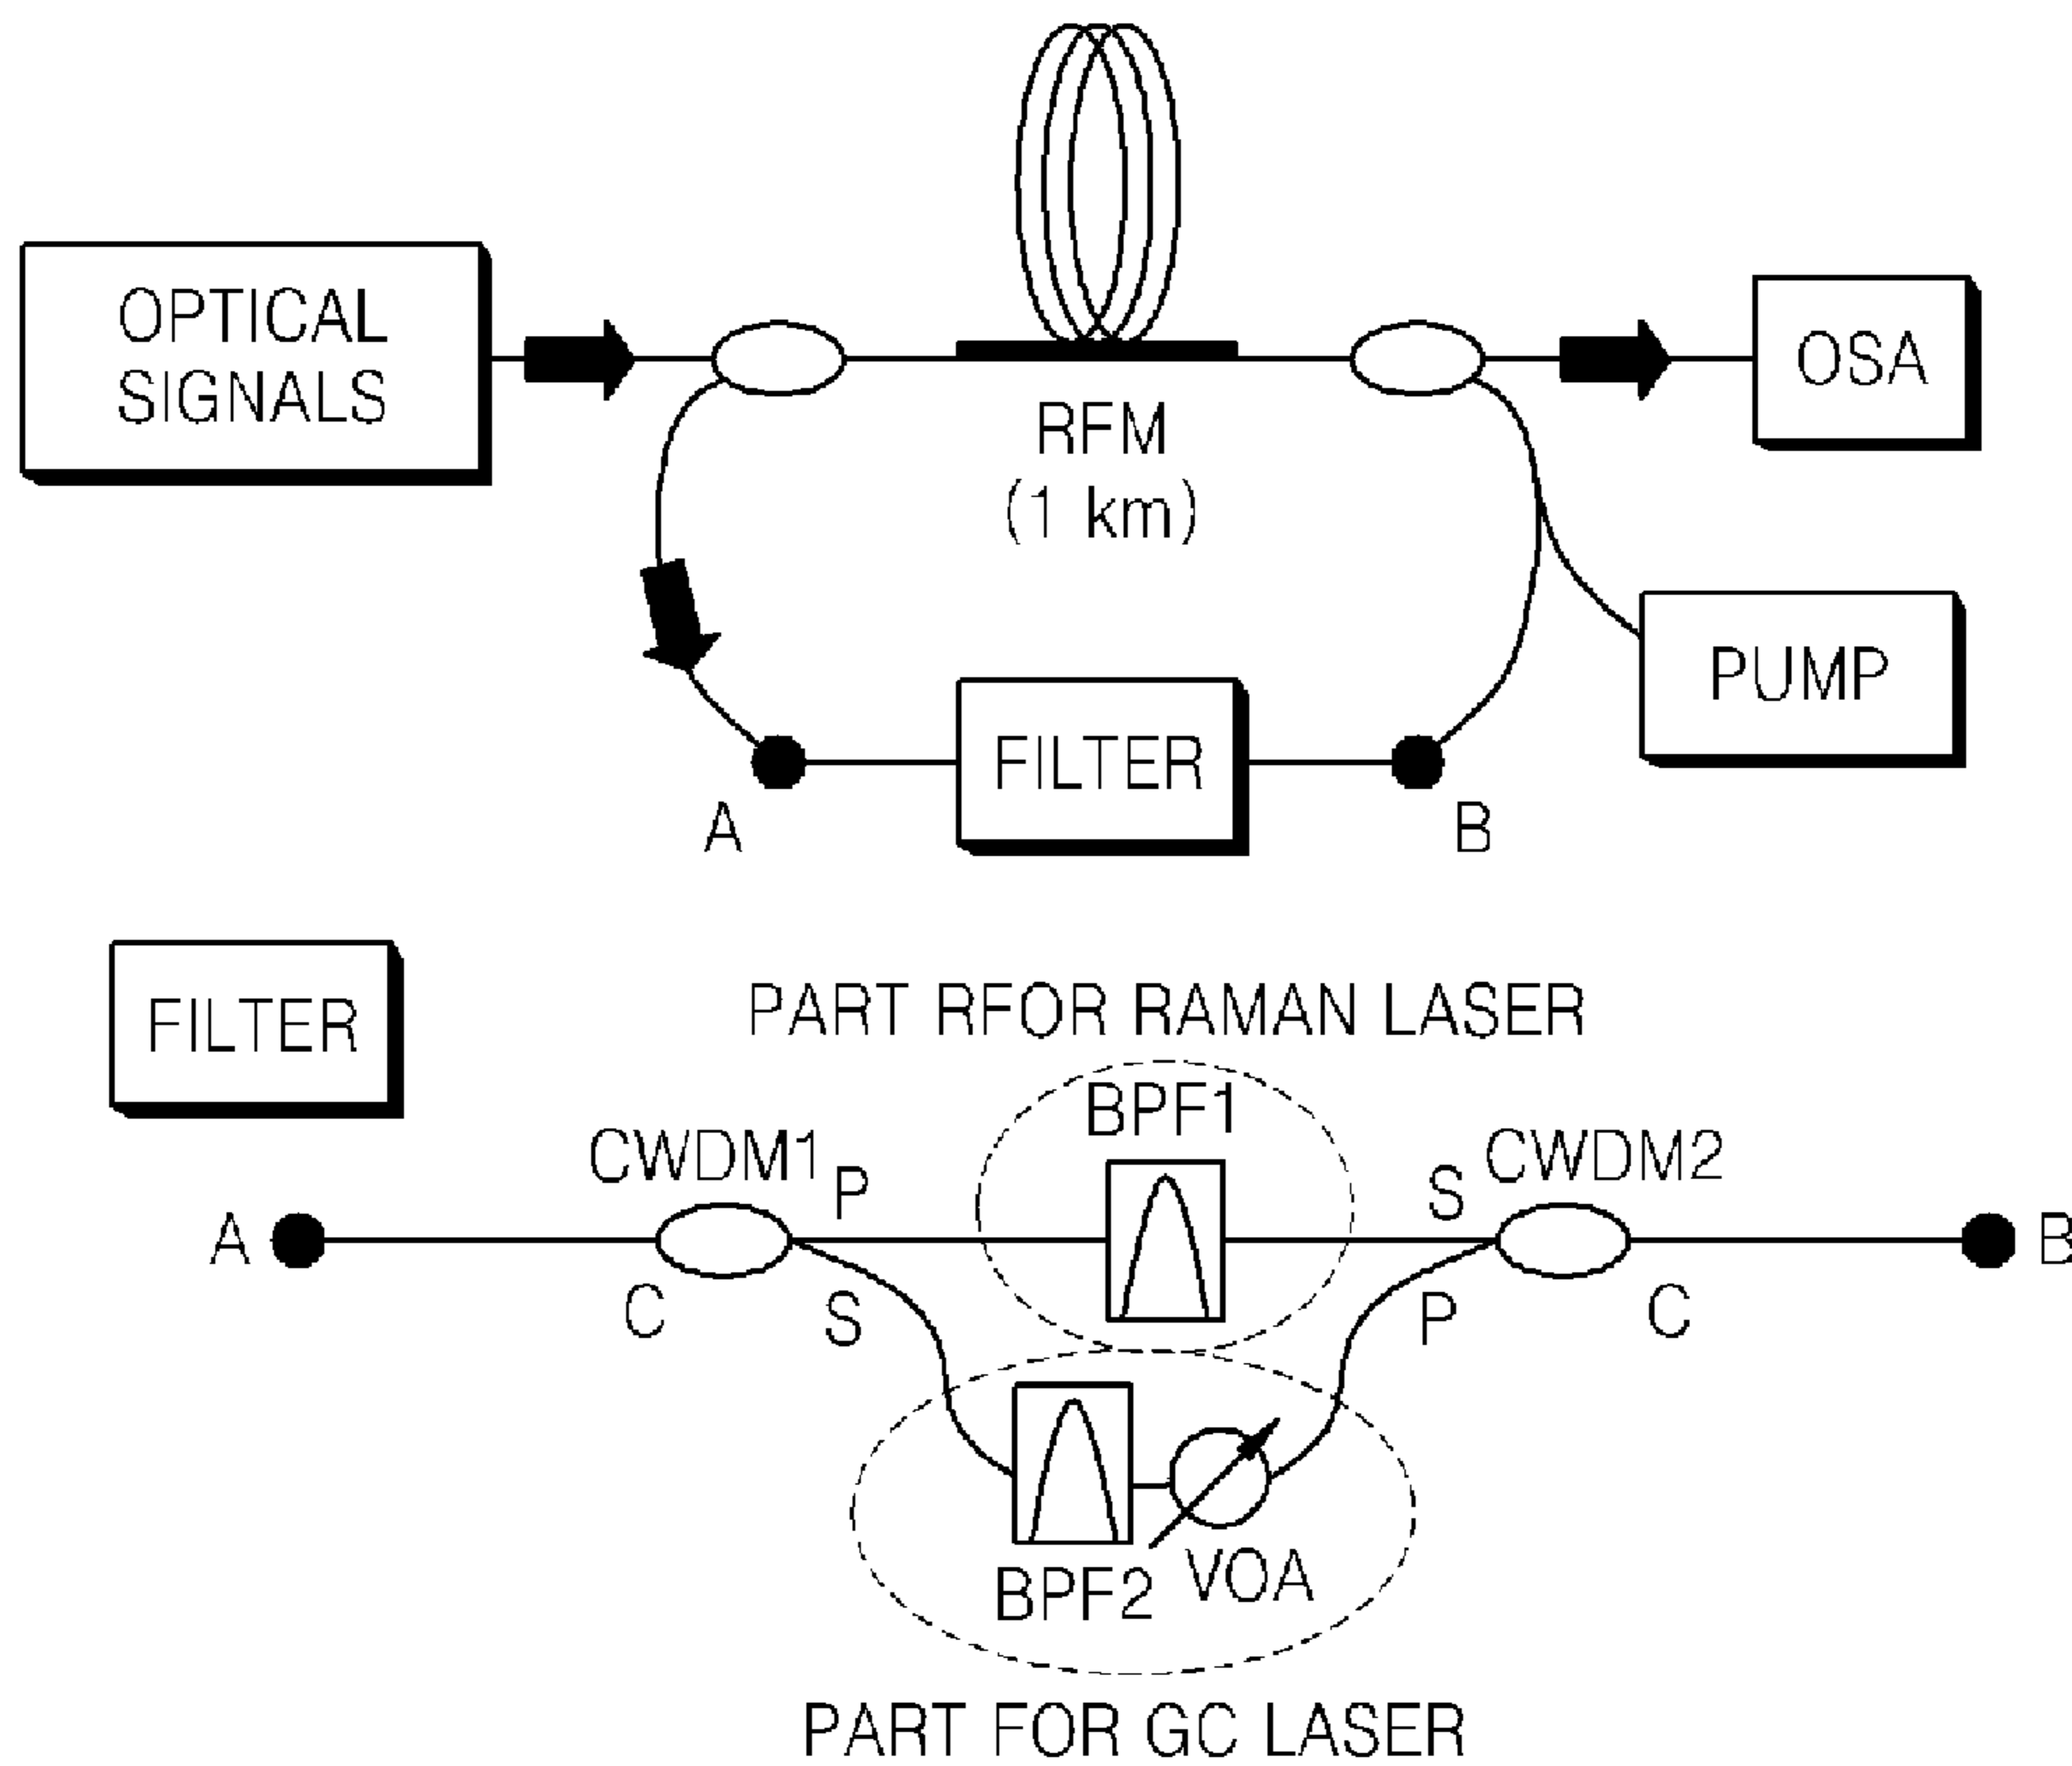 OPTICAL
SIGNALS
OSA
RFM
(1 km)
PUMP
FILTER
A
B
FILTER
PART RFOR RAMAN LASER
BPF1
CWDM1
P
S
CWDM2
A
B
C
S
P
C
BPF2
VOA
PART FOR GC LASER